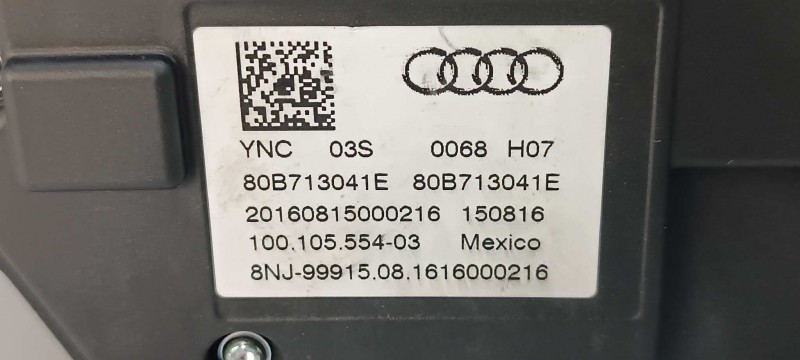 YNC 03S 0068 H07
80B713041E 80B713041E
20160815000216 150816
100.105.554-03 Mexico
8NJ-99915.08.1616000216